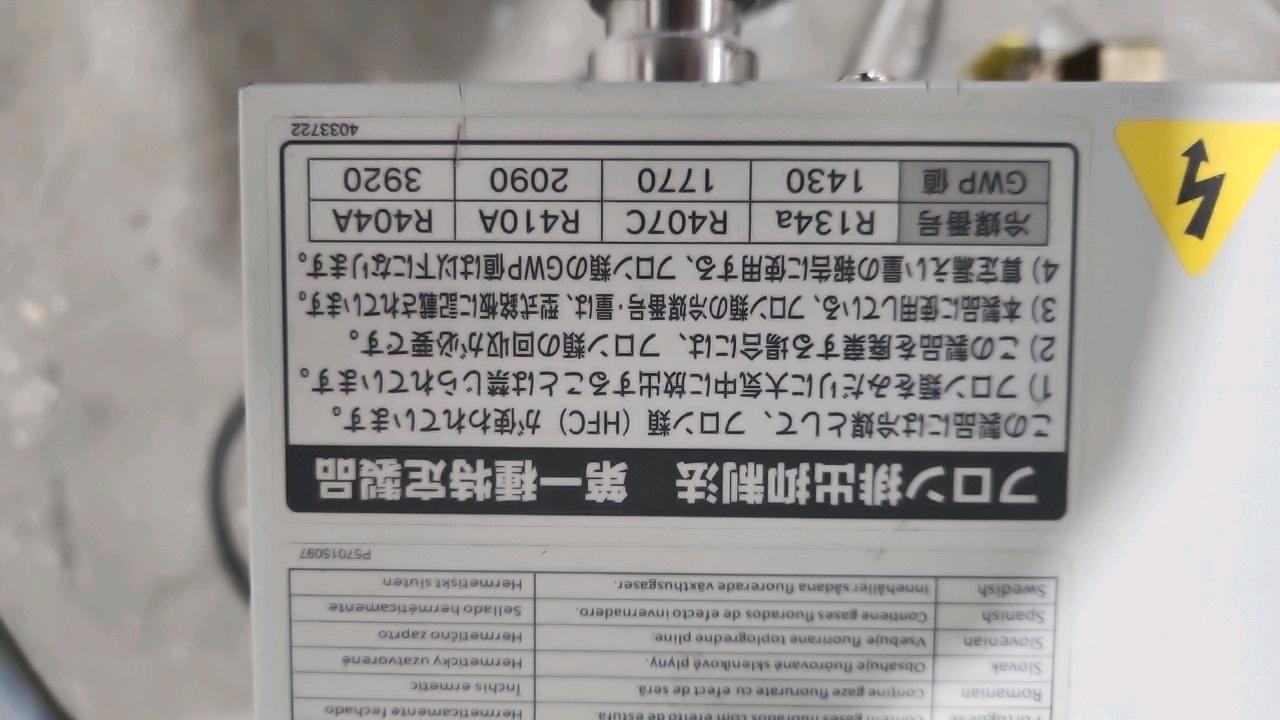 Portuguese Contém gases fluorados com efeito de estufa Hermeticamente fechado
Romanian Conține gaze fluorurate cu efect de seră Închis ermetic
Slovak Obsahuje fluórované skleníkové plyny. Hermeticky uzatvorené
Slovenian Vsebuje fluorirane toplogredne pline. Hermetično zaprto
Spanish Contiene gases fluorados de efecto invernadero. Sellado herméticamente
Swedish Innehåller sådana fluorerade växthusgaser. Hermetiskt sluten
P57015097
フロン排出抑制法 第一種特定製品
この製品には冷媒として、フロン類（HFC）が使われています。
1) フロン類をみだりに大気中に放出することは禁じられています。
2) この製品を廃棄する場合には、フロン類の回収が必要です。
3) 本製品に使用している、フロン類の冷媒番号・量は、型式銘板に記載されています。
4) 算定漏えい量の報告に使用する、フロン類のGWP値は以下になります。
冷媒番号 R134a R407C R410A R404A
GWP 値 1430 1770 2090 3920
4033722